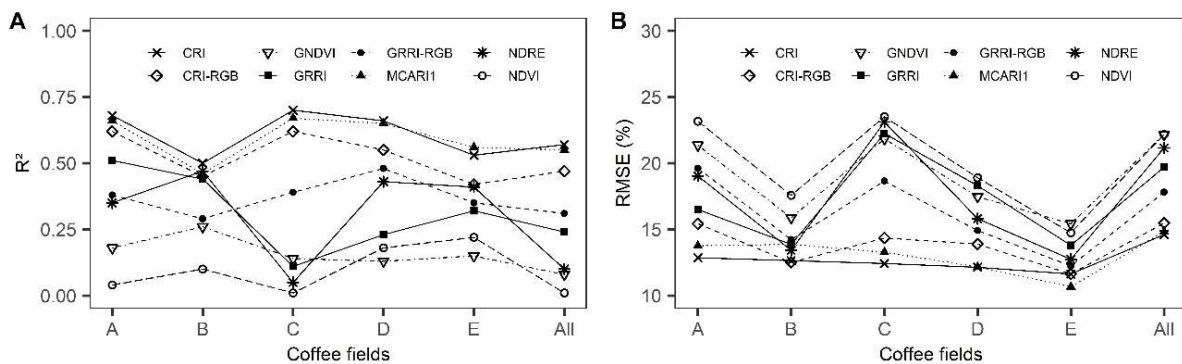 A
1.00
0.75
0.50
0.25
0.00
R²
CRI
GNDVI
GRRI-RGB
NDRE
CRI-RGB
GRRI
MCARI1
NDVI
A B C D E All
Coffee fields
B
30
25
20
15
10
RMSE (%)
CRI
GNDVI
GRRI-RGB
NDRE
CRI-RGB
GRRI
MCARI1
NDVI
A B C D E All
Coffee fields